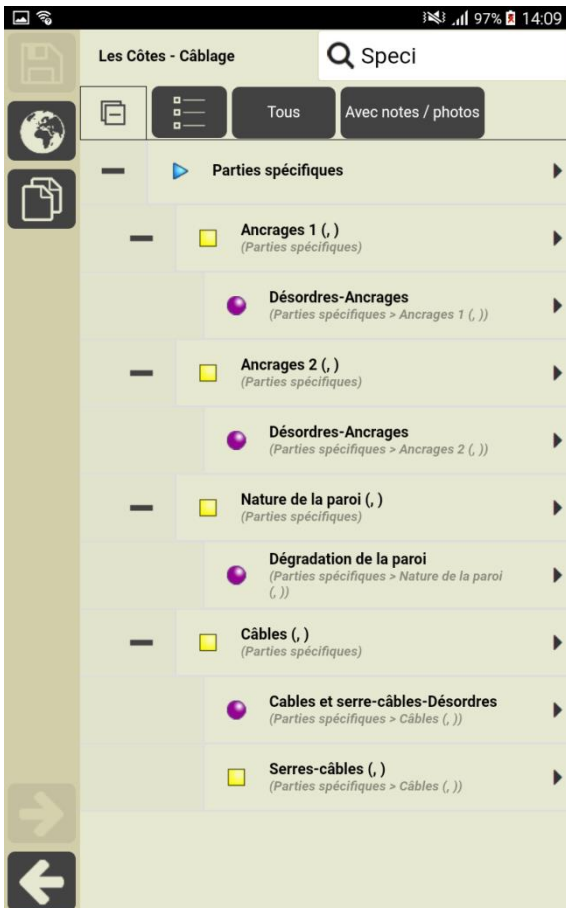 97% 14:09
Les Côtes - Câblage
Speci
Tous
Avec notes / photos
Parties spécifiques
Ancrages 1 (, )
(Parties spécifiques)
Désordres-Ancrages
(Parties spécifiques > Ancrages 1 (, ))
Ancrages 2 (, )
(Parties spécifiques)
Désordres-Ancrages
(Parties spécifiques > Ancrages 2 (, ))
Nature de la paroi (, )
(Parties spécifiques)
Dégradation de la paroi
(Parties spécifiques > Nature de la paroi
(, ))
Câbles (, )
(Parties spécifiques)
Cables et serre-câbles-Désordres
(Parties spécifiques > Câbles (, ))
Serres-câbles (, )
(Parties spécifiques > Câbles (, ))